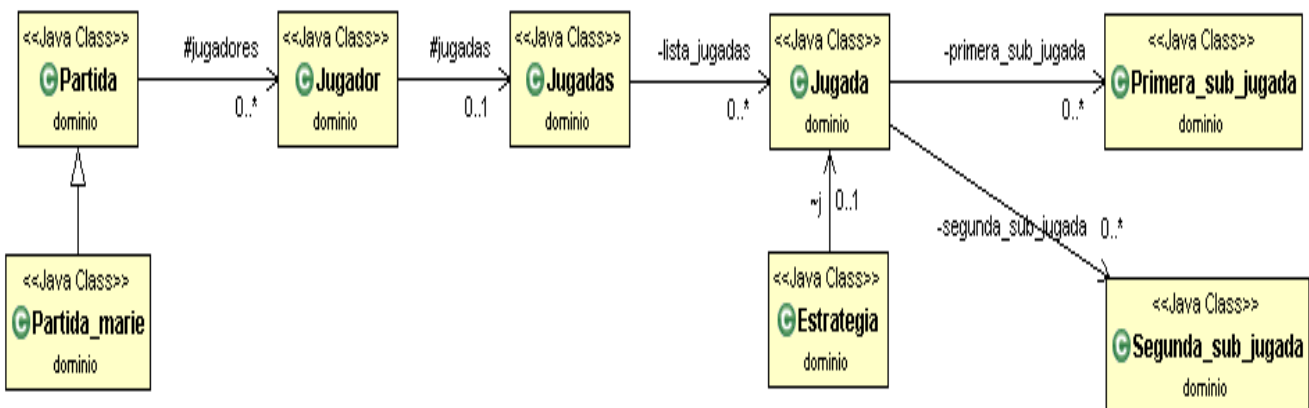 <<Java Class>>
C Partida
dominio
#jugadores
0..*
<<Java Class>>
C Jugador
dominio
#jugadas
0..1
<<Java Class>>
C Jugadas
dominio
-lista_jugadas
0..*
<<Java Class>>
C Jugada
dominio
-primera_sub_jugada
0..*
<<Java Class>>
C Primera_sub_jugada
dominio
~j 0..1
-segunda_sub_jugada 0..*
<<Java Class>>
C Partida_marie
dominio
<<Java Class>>
C Estrategia
dominio
<<Java Class>>
C Segunda_sub_jugada
dominio